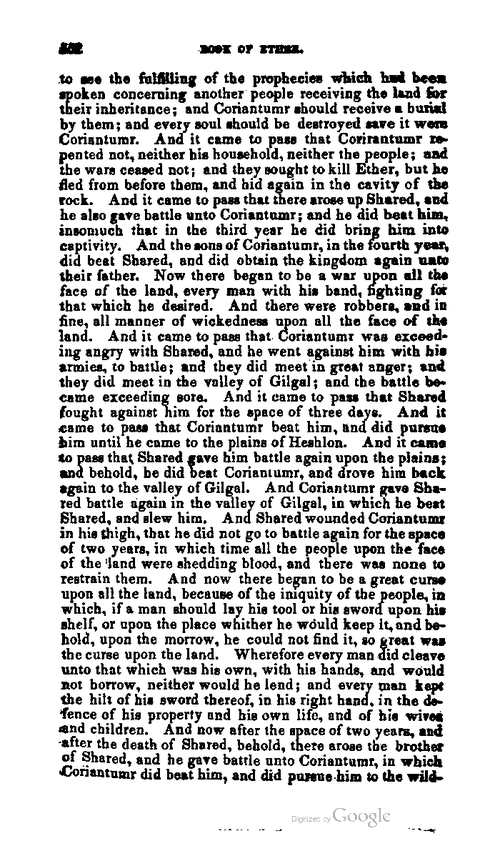 552 BOOK OF ETHER.
to see the fulfilling of the prophecies which had been
spoken concerning another people receiving the land for
their inheritance; and Coriantumr should receive a burial
by them; and every soul should be destroyed save it were
Coriantumr. And it came to pass that Corirantumr re-
pented not, neither his household, neither the people; and
the wars ceased not; and they sought to kill Ether, but he
fled from before them, and hid again in the cavity of the
rock. And it came to pass that there arose up Shared, and
he also gave battle unto Coriantumr; and he did beat him,
insomuch that in the third year he did bring him into
captivity. And the sons of Coriantumr, in the fourth year,
did beat Shared, and did obtain the kingdom again unto
their father. Now there began to be a war upon all the
face of the land, every man with his band, fighting for
that which he desired. And there were robbers, and in
fine, all manner of wickedness upon all the face of the
land. And it came to pass that Coriantumr was exceed-
ing angry with Shared, and he went against him with his
armies, to battle; and they did meet in great anger; and
they did meet in the valley of Gilgal; and the battle be-
came exceeding sore. And it came to pass that Shared
fought against him for the space of three days. And it
came to pass that Coriantumr beat him, and did pursue
him until he came to the plains of Heshlon. And it came
to pass that Shared gave him battle again upon the plains;
and behold, he did beat Coriantumr, and drove him back
again to the valley of Gilgal. And Coriantumr gave Sha-
red battle again in the valley of Gilgal, in which he beat
Shared, and slew him. And Shared wounded Coriantumr
in his thigh, that he did not go to battle again for the space
of two years, in which time all the people upon the face
of the land were shedding blood, and there was none to
restrain them. And now there began to be a great curse
upon all the land, because of the iniquity of the people, in
which, if a man should lay his tool or his sword upon his
shelf, or upon the place whither he would keep it, and be-
hold, upon the morrow, he could not find it, so great was
the curse upon the land. Wherefore every man did cleave
unto that which was his own, with his hands, and would
not borrow, neither would he lend; and every man kept
the hilt of his sword thereof, in his right hand, in the de-
fence of his property and his own life, and of his wives
and children. And now after the space of two years, and
after the death of Shared, behold, there arose the brother
of Shared, and he gave battle unto Coriantumr, in which
Coriantumr did beat him, and did pursue him to the wild-
Digitized by Google